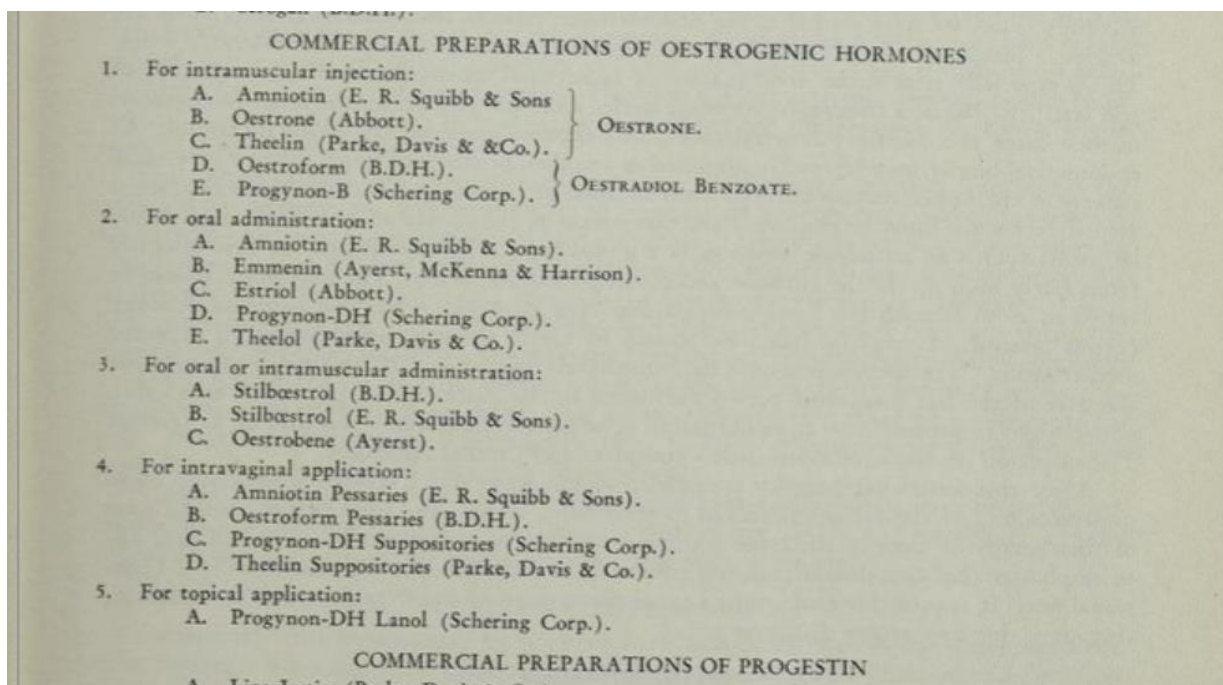 COMMERCIAL PREPARATIONS OF OESTROGENIC HORMONES
1. For intramuscular injection:
A. Amniotin (E. R. Squibb & Sons
B. Oestrone (Abbott).
C. Theelin (Parke, Davis & &Co.).
OESTRONE.
D. Oestroform (B.D.H.).
E. Progynon-B (Schering Corp.).
OESTRADIOL BENZOATE.
2. For oral administration:
A. Amniotin (E. R. Squibb & Sons).
B. Emmenin (Ayerst, McKenna & Harrison).
C. Estriol (Abbott).
D. Progynon-DH (Schering Corp.).
E. Theelol (Parke, Davis & Co.).
3. For oral or intramuscular administration:
A. Stilbœstrol (B.D.H.).
B. Stilbœstrol (E. R. Squibb & Sons).
C. Oestrobene (Ayerst).
4. For intravaginal application:
A. Amniotin Pessaries (E. R. Squibb & Sons).
B. Oestroform Pessaries (B.D.H.).
C. Progynon-DH Suppositories (Schering Corp.).
D. Theelin Suppositories (Parke, Davis & Co.).
5. For topical application:
A. Progynon-DH Lanol (Schering Corp.).
COMMERCIAL PREPARATIONS OF PROGESTIN